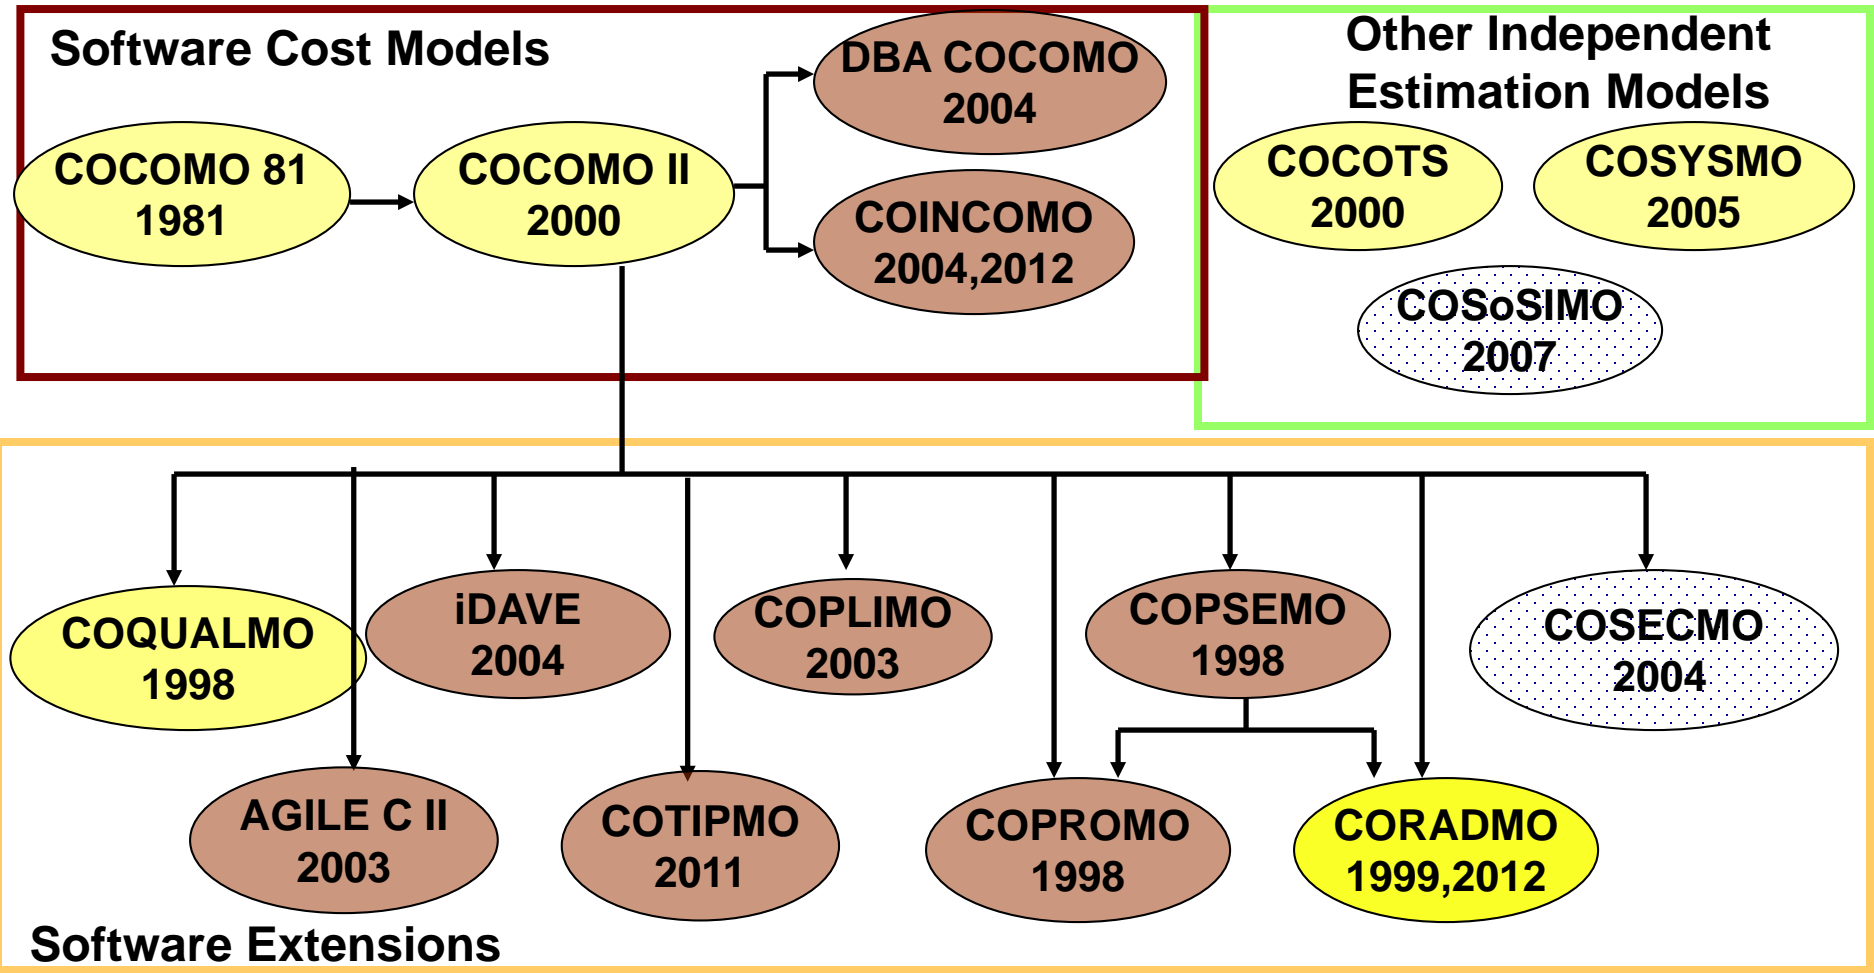 Software Cost Models
COCOMO 81
1981
COCOMO II
2000
DBA COCOMO
2004
COINCOMO
2004,2012
Other Independent
Estimation Models
COCOTS
2000
COSYSMO
2005
COSoSIMO
2007
COQUALMO
1998
iDAVE
2004
COPLIMO
2003
COPSEMO
1998
COSECMO
2004
AGILE C II
2003
COTIPMO
2011
COPROMO
1998
CORADMO
1999,2012
Software Extensions